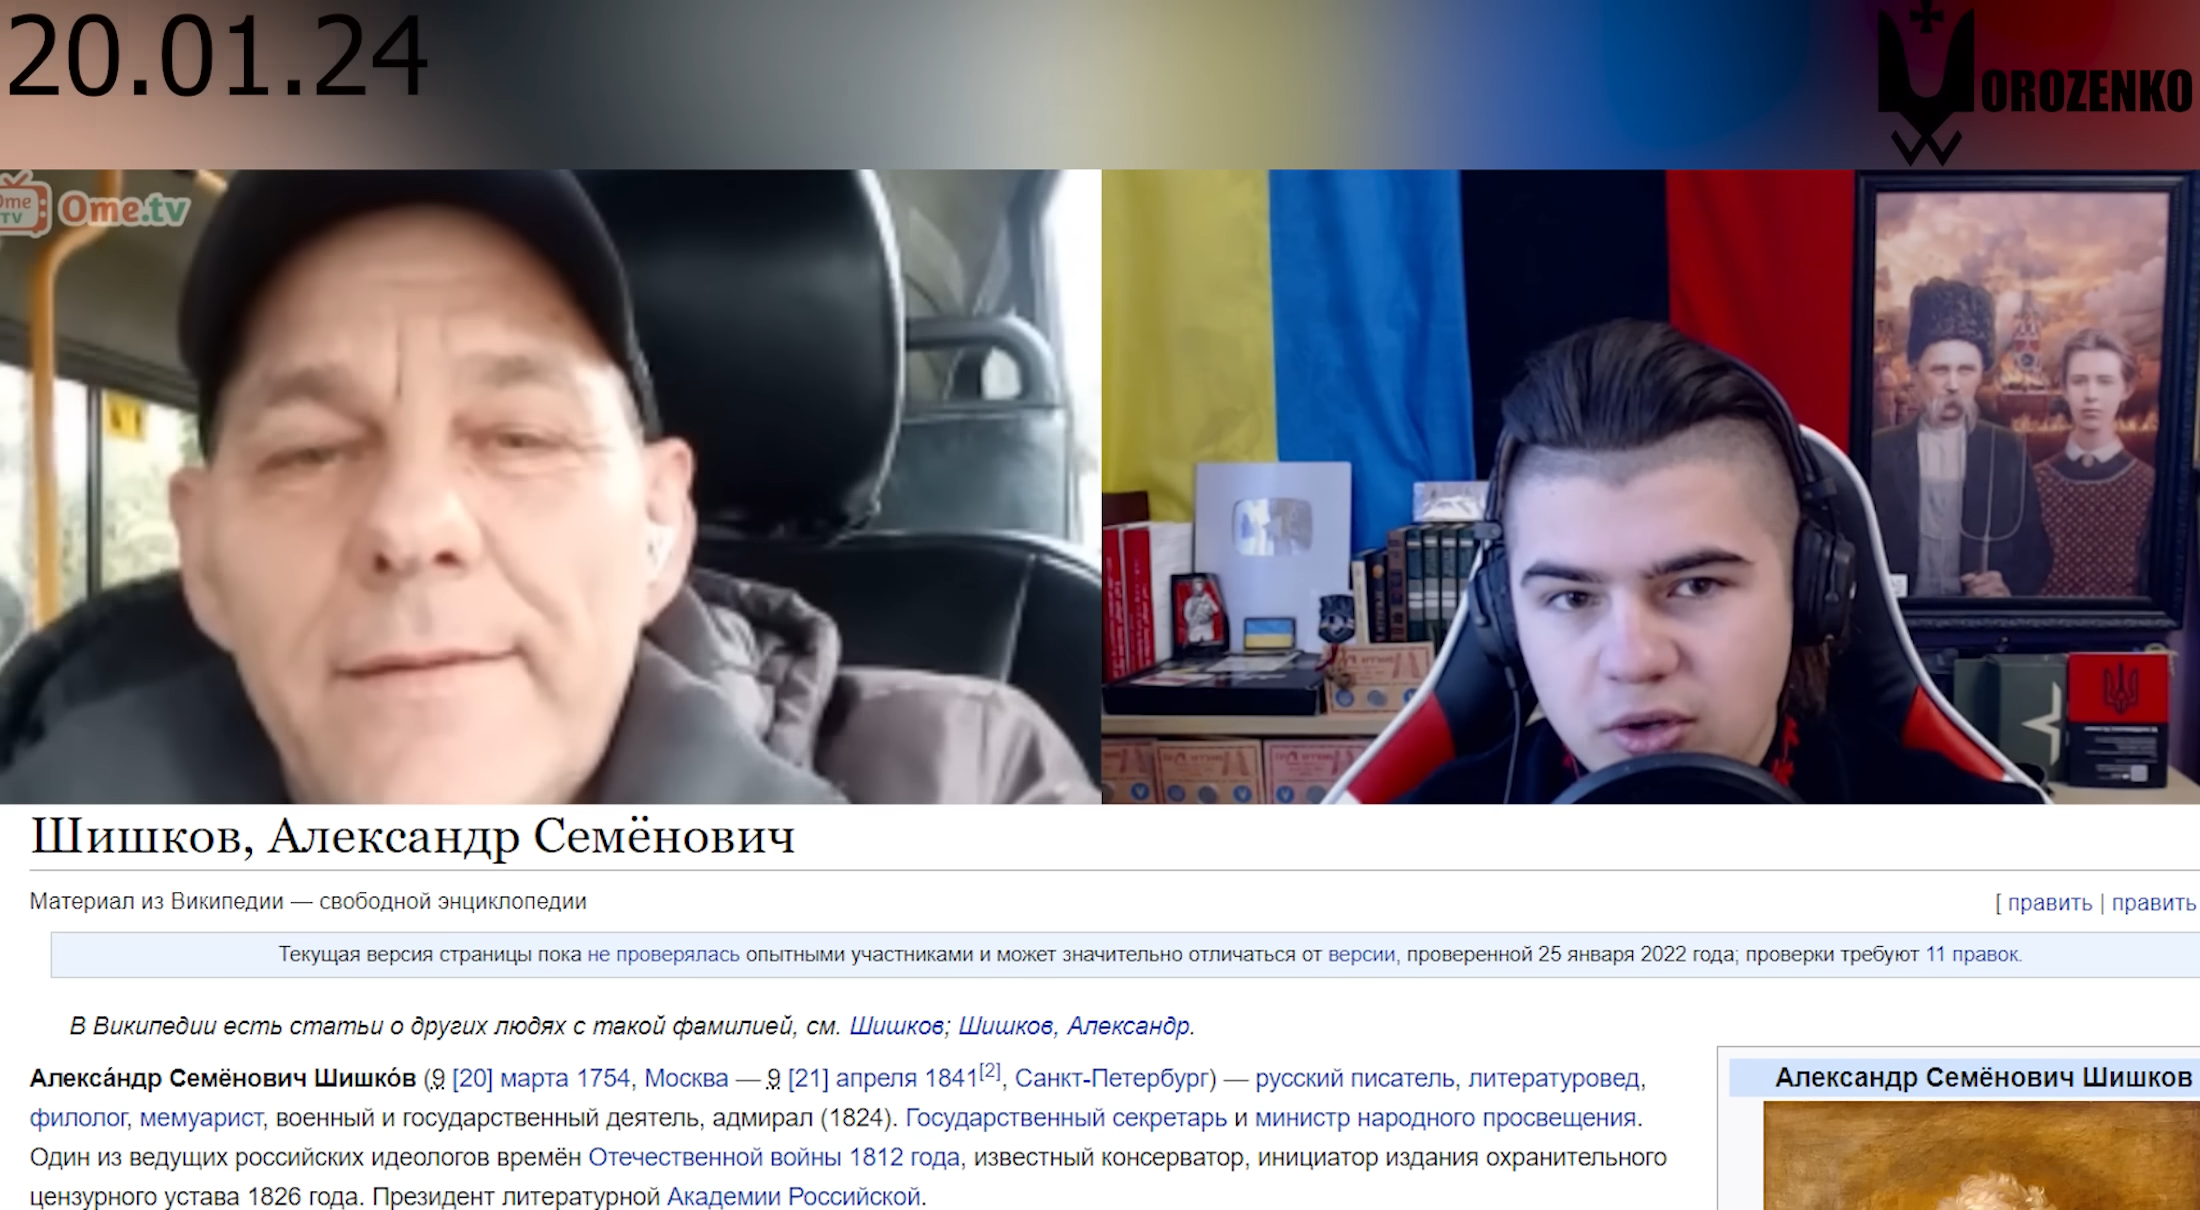 20.01.24
OROZENKO
Ome
TV
Ome.tv
Шишков, Александр Семёнович
Материал из Википедии — свободной энциклопедии
[ править | править
Текущая версия страницы пока не проверялась опытными участниками и может значительно отличаться от версии, проверенной 25 января 2022 года; проверки требуют 11 правок.
В Википедии есть статьи о других людях с такой фамилией, см. Шишков; Шишков, Александр.
Алекса́ндр Семёнович Шишко́в (9 [20] марта 1754, Москва — 9 [21] апреля 1841[2], Санкт-Петербург) — русский писатель, литературовед,
филолог, мемуарист, военный и государственный деятель, адмирал (1824). Государственный секретарь и министр народного просвещения.
Один из ведущих российских идеологов времён Отечественной войны 1812 года, известный консерватор, инициатор издания охранительного
цензурного устава 1826 года. Президент литературной Академии Российской.
Александр Семёнович Шишков